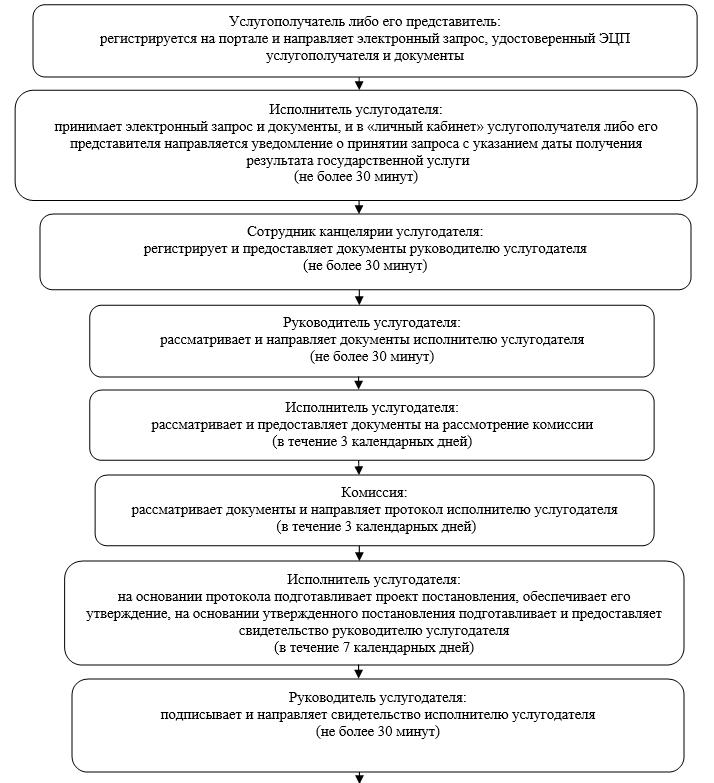 Услугополучатель либо его представитель:
регистрируется на портале и направляет электронный запрос, удостоверенный ЭЦП
услугополучателя и документы
Исполнитель услугодателя:
принимает электронный запрос и документы, и в «личный кабинет» услугополучателя либо его
представителя направляется уведомление о принятии запроса с указанием даты получения
результата государственной услуги
(не более 30 минут)
Сотрудник канцелярии услугодателя:
регистрирует и предоставляет документы руководителю услугодателя
(не более 30 минут)
Руководитель услугодателя:
рассматривает и направляет документы исполнителю услугодателя
(не более 30 минут)
Исполнитель услугодателя:
рассматривает и предоставляет документы на рассмотрение комиссии
(в течение 3 календарных дней)
Комиссия:
рассматривает документы и направляет протокол исполнителю услугодателя
(в течение 3 календарных дней)
Исполнитель услугодателя:
на основании протокола подготавливает проект постановления, обеспечивает его
утверждение, на основании утвержденного постановления подготавливает и предоставляет
свидетельство руководителю услугодателя
(в течение 7 календарных дней)
Руководитель услугодателя:
подписывает и направляет свидетельство исполнителю услугодателя
(не более 30 минут)